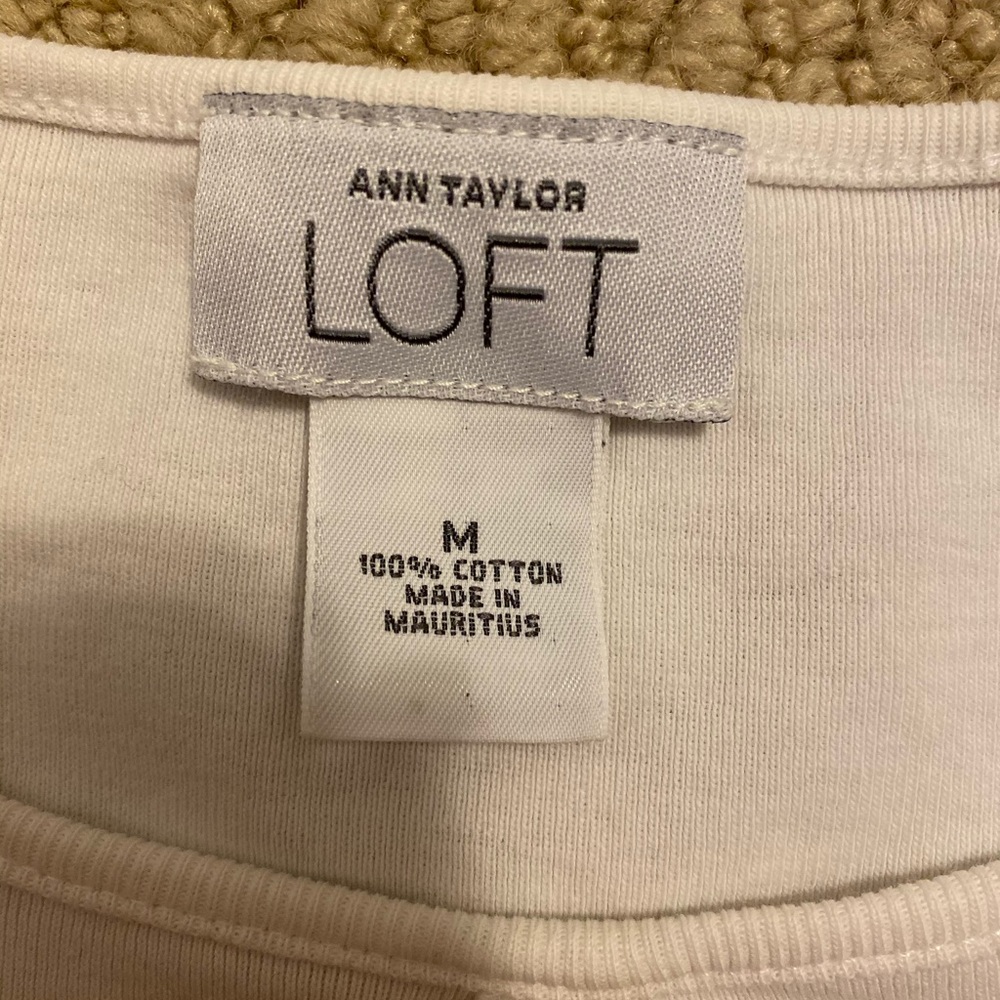 ANN TAYLOR
LOFT
M
100% COTTON
MADE IN
MAURITIUS